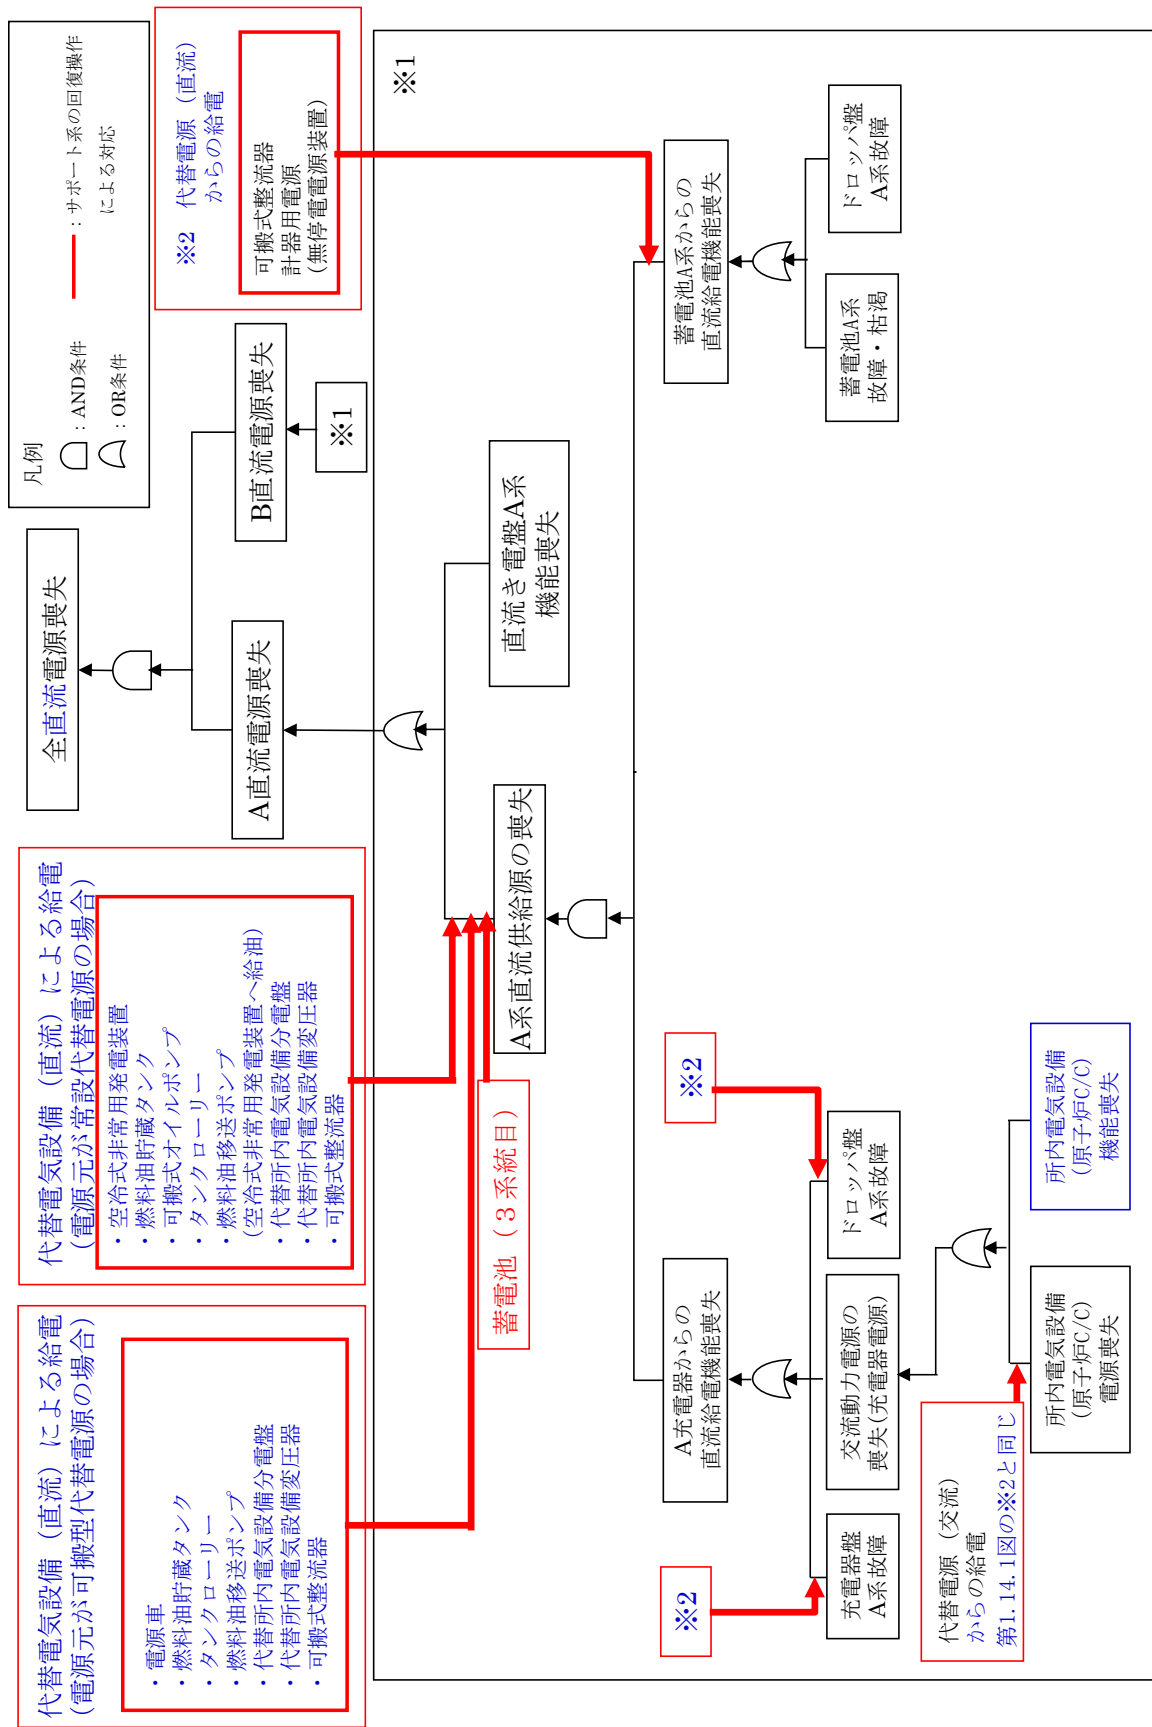 代替電気設備（直流）による給電
(電源元が可搬型代替電源の場合)
・電源車
・燃料油貯蔵タンク
・タンクローリー
・燃料油移送ポンプ
・代替所内電気設備分電盤
・代替所内電気設備変圧器
・可搬式整流器
代替電気設備（直流）による給電
(電源元が常設代替電源の場合)
・空冷式非常用発電装置
・燃料油貯蔵タンク
・可搬式オイルポンプ
・タンクローリー
・燃料油移送ポンプ
(空冷式非常用発電装置へ給油)
・代替所内電気設備分電盤
・代替所内電気設備変圧器
・可搬式整流器
全直流電源喪失
凡例
：AND条件
：OR条件
：サポート系の回復操作
による対応
A直流電源喪失
B直流電源喪失
※1
※2　代替電源（直流）
からの給電
可搬式整流器
計器用電源
(無停電電源装置)
※1
蓄電池（３系統目）
A系直流供給源の喪失
直流き電盤A系
機能喪失
A充電器からの
直流給電機能喪失
蓄電池A系からの
直流給電機能喪失
※2
※2
充電器盤
A系故障
交流動力電源の
喪失(充電器電源)
ドロッパ盤
A系故障
蓄電池A系
故障・枯渇
ドロッパ盤
A系故障
代替電源（交流）
からの給電
第1.14.1図の※2と同じ
所内電気設備
(原子炉C/C)
電源喪失
所内電気設備
(原子炉C/C)
機能喪失